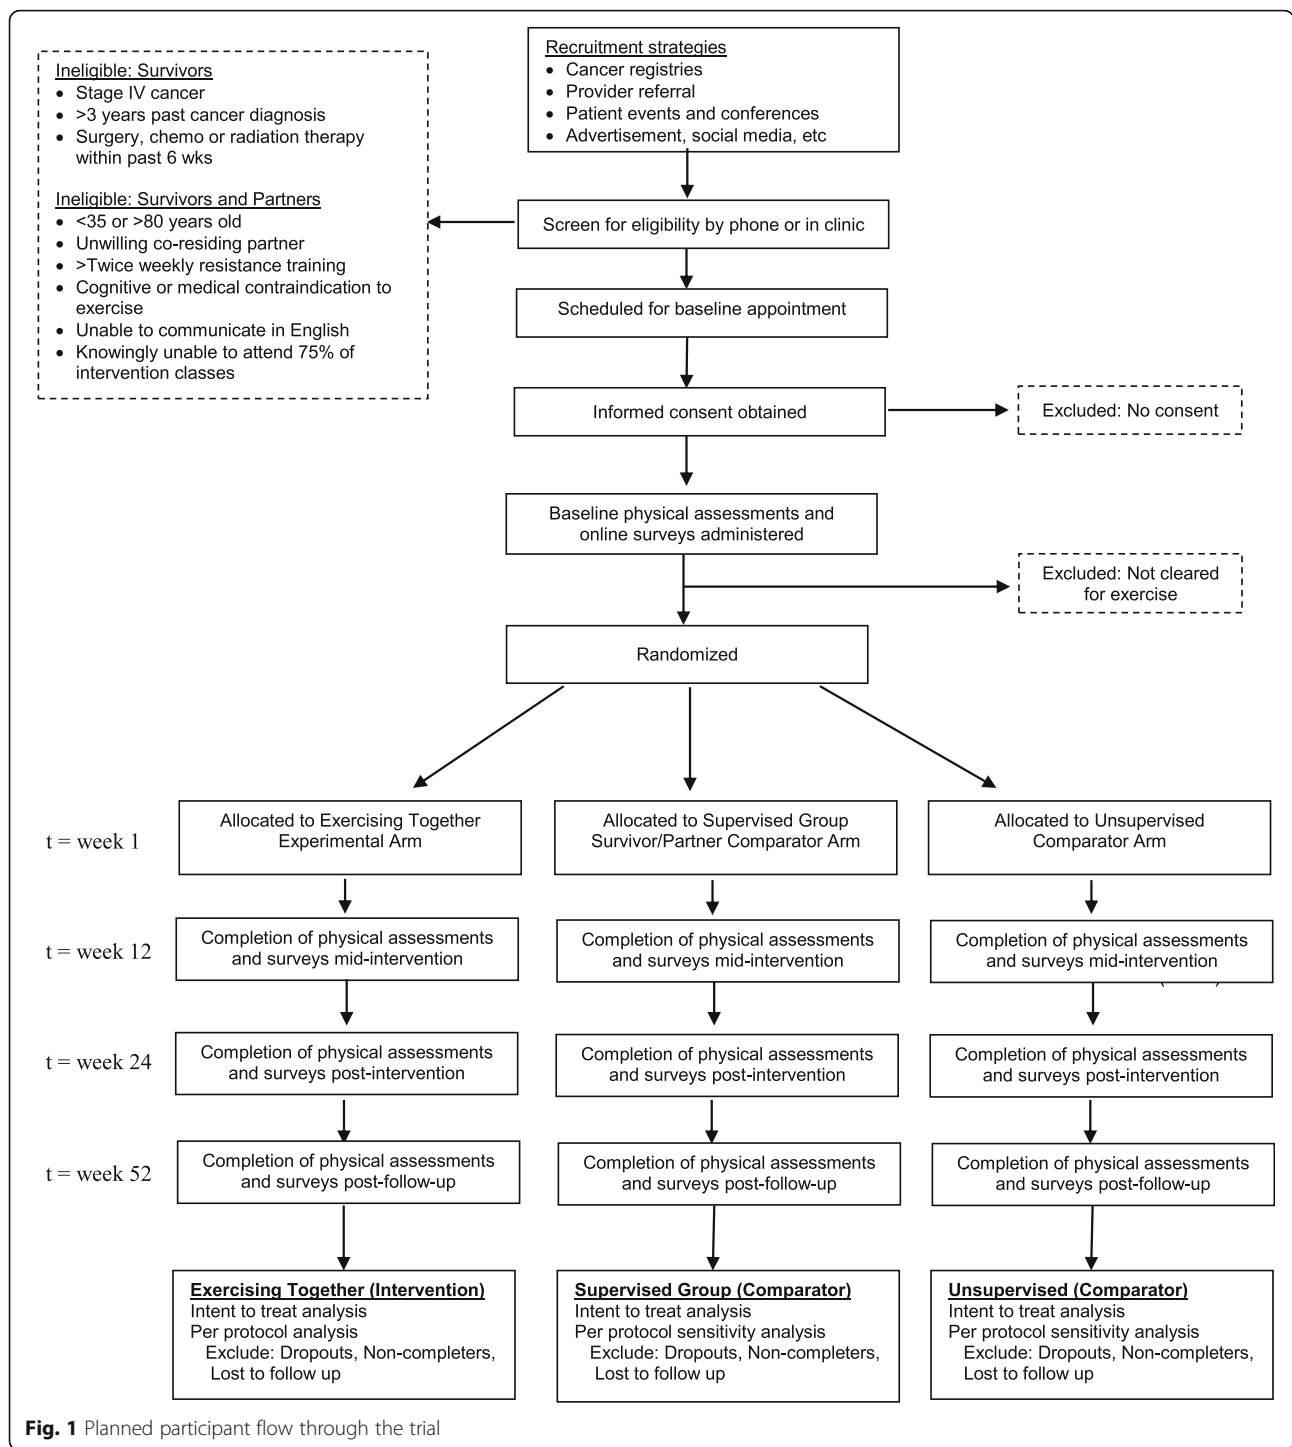 Ineligible: Survivors
• Stage IV cancer
• >3 years past cancer diagnosis
• Surgery, chemo or radiation therapy
within past 6 wks
Ineligible: Survivors and Partners
• <35 or >80 years old
• Unwilling co-residing partner
• >Twice weekly resistance training
• Cognitive or medical contraindication to
exercise
• Unable to communicate in English
• Knowingly unable to attend 75% of
intervention classes
Recruitment strategies
• Cancer registries
• Provider referral
• Patient events and conferences
• Advertisement, social media, etc
Screen for eligibility by phone or in clinic
Scheduled for baseline appointment
Informed consent obtained
Excluded: No consent
Baseline physical assessments and
online surveys administered
Excluded: Not cleared
for exercise
Randomized
t = week 1
Allocated to Exercising Together
Experimental Arm
Allocated to Supervised Group
Survivor/Partner Comparator Arm
Allocated to Unsupervised
Comparator Arm
t = week 12
Completion of physical assessments
and surveys mid-intervention
Completion of physical assessments
and surveys mid-intervention
Completion of physical assessments
and surveys mid-intervention
t = week 24
Completion of physical assessments
and surveys post-intervention
Completion of physical assessments
and surveys post-intervention
Completion of physical assessments
and surveys post-intervention
t = week 52
Completion of physical assessments
and surveys post-follow-up
Completion of physical assessments
and surveys post-follow-up
Completion of physical assessments
and surveys post-follow-up
Exercising Together (Intervention)
Intent to treat analysis
Per protocol analysis
Exclude: Dropouts, Non-completers,
Lost to follow up
Supervised Group (Comparator)
Intent to treat analysis
Per protocol sensitivity analysis
Exclude: Dropouts, Non-completers,
Lost to follow up
Unsupervised (Comparator)
Intent to treat analysis
Per protocol sensitivity analysis
Exclude: Dropouts, Non-completers,
Lost to follow up
Fig. 1 Planned participant flow through the trial